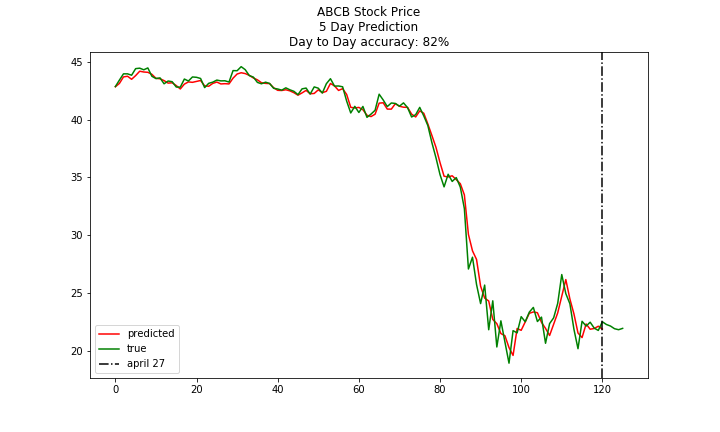 ABCB Stock Price
5 Day Prediction
Day to Day accuracy: 82%
45
40
35
30
25
20
predicted
true
april 27
0 20 40 60 80 100 120